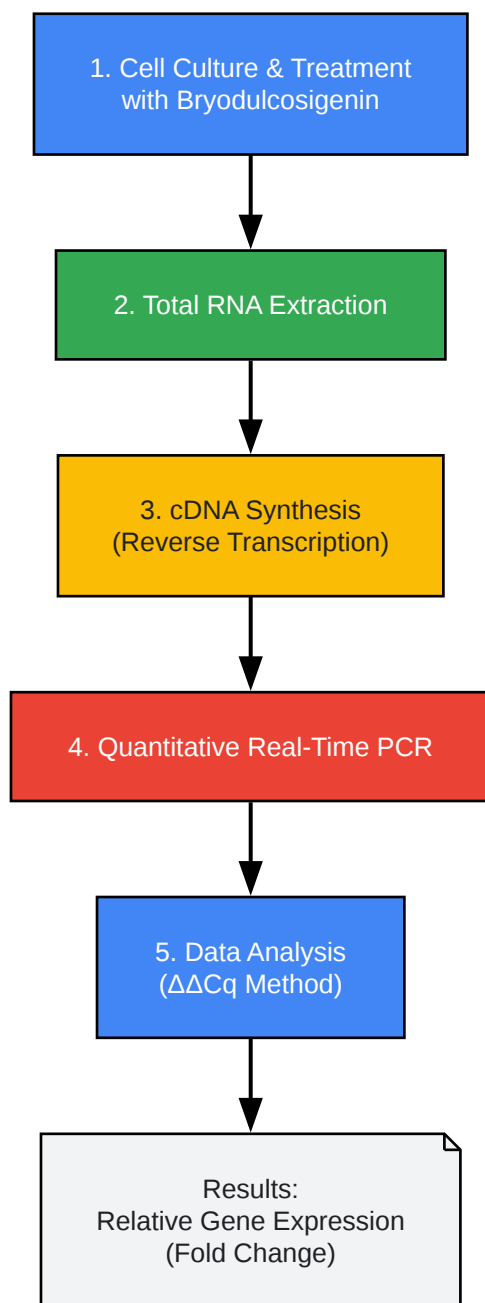 1. Cell Culture & Treatment
with Bryodulcosigenin
2. Total RNA Extraction
3. cDNA Synthesis
(Reverse Transcription)
4. Quantitative Real-Time PCR
5. Data Analysis
(ΔΔCq Method)
Results:
Relative Gene Expression
(Fold Change)